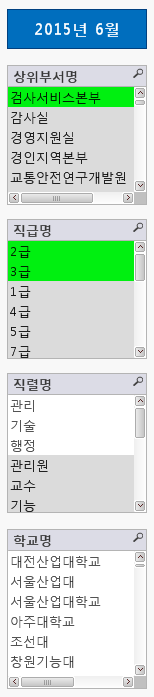 2015년 6월
상위부서명
검사서비스본부
감사실
경영지원실
경인지역본부
교통안전연구개발원
직급명
2급
3급
1급
4급
5급
7급
직렬명
관리
기술
행정
관리원
교수
기능
학교명
대전산업대학교
서울산업대
서울산업대학교
아주대학교
조선대
창원기능대